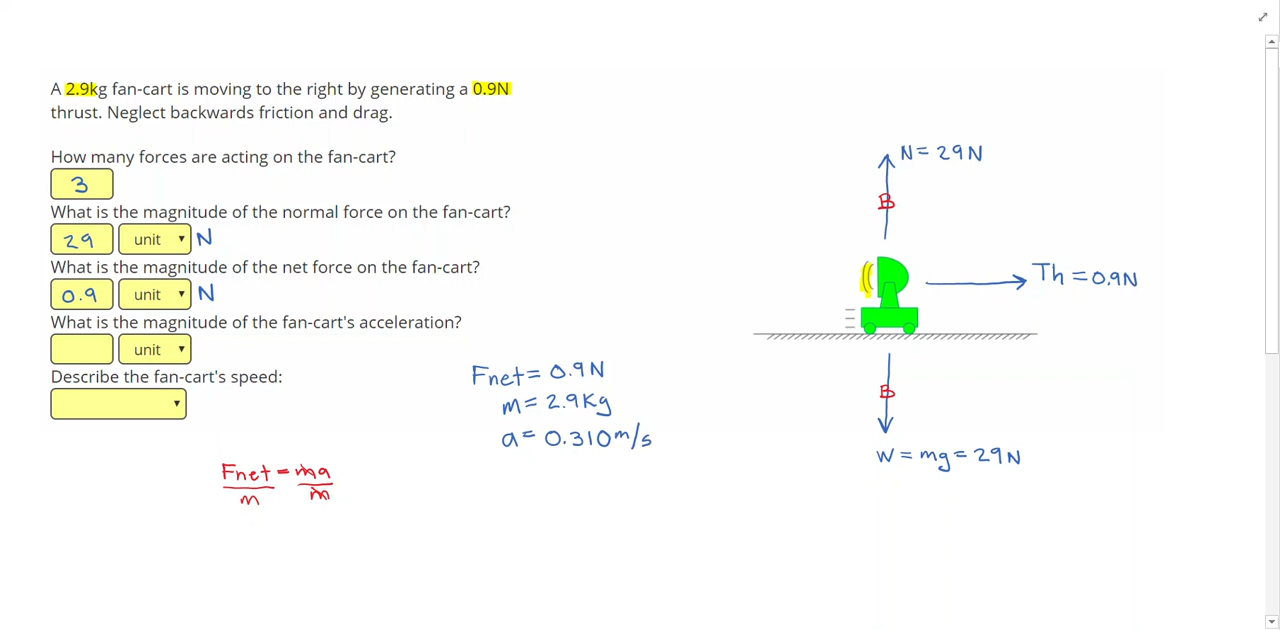 A 2.9kg fan-cart is moving to the right by generating a 0.9N
thrust. Neglect backwards friction and drag.
How many forces are acting on the fan-cart?
3
What is the magnitude of the normal force on the fan-cart?
29 unit N
What is the magnitude of the net force on the fan-cart?
0.9 unit N
What is the magnitude of the fan-cart's acceleration?
unit
Describe the fan-cart's speed:
Fnet = 0.9N
m = 2.9Kg
a = 0.310m/s
Fnet = ma
m m
N = 29N
B
Th = 0.9N
B
W = mg = 29N